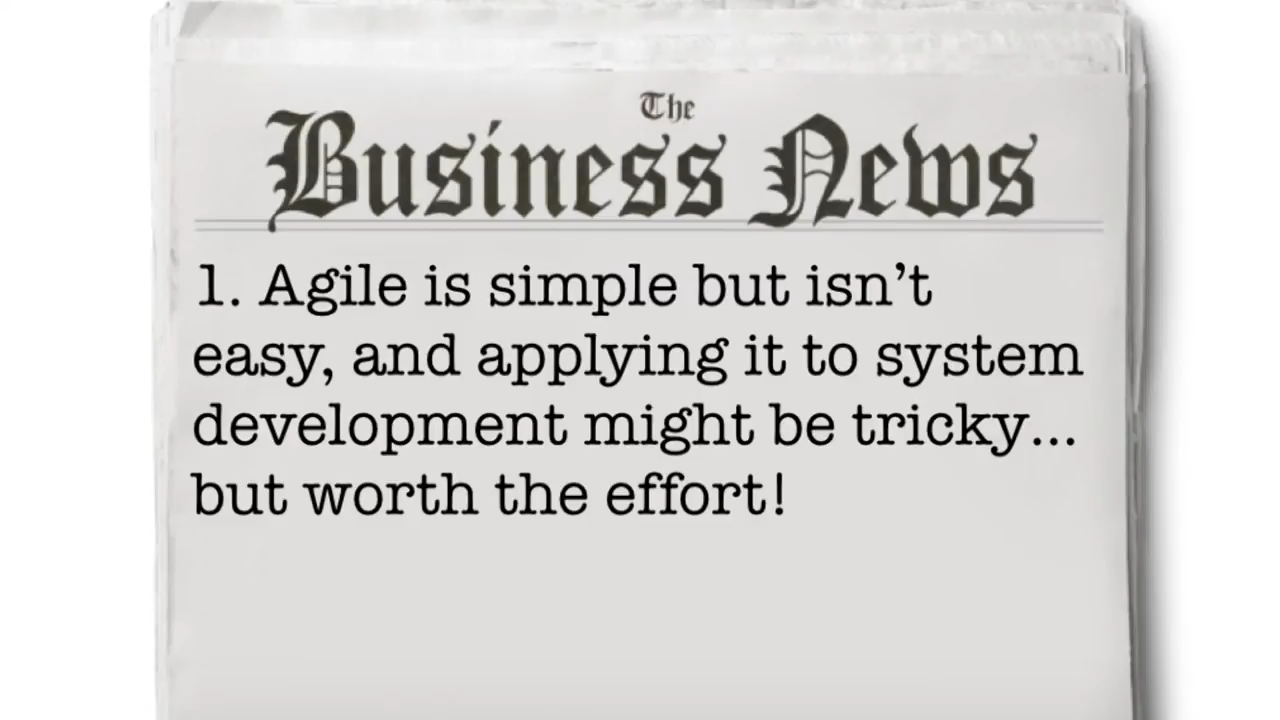 The
Business News
1. Agile is simple but isn’t
easy, and applying it to system
development might be tricky...
but worth the effort!